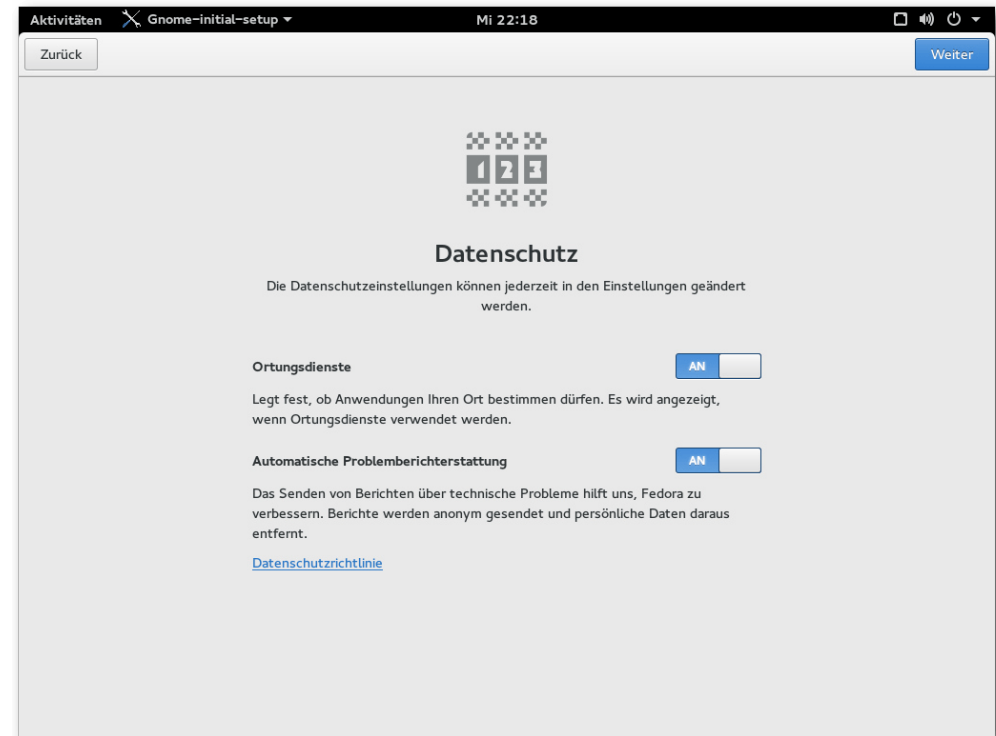 Aktivitäten Gnome-initial-setup Mi 22:18
Zurück Weiter
1 2 3
Datenschutz
Die Datenschutzeinstellungen können jederzeit in den Einstellungen geändert
werden.
Ortungsdienste AN
Legt fest, ob Anwendungen Ihren Ort bestimmen dürfen. Es wird angezeigt,
wenn Ortungsdienste verwendet werden.
Automatische Problemberichterstattung AN
Das Senden von Berichten über technische Probleme hilft uns, Fedora zu
verbessern. Berichte werden anonym gesendet und persönliche Daten daraus
entfernt.
Datenschutzrichtlinie